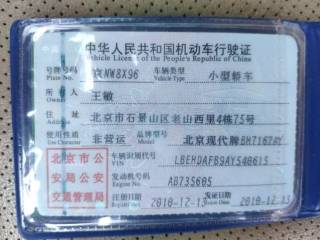 中华人民共和国机动车行驶证
Vehicle License of the People's Republic of China
号牌号码 京NW8X96 车辆类型 小型轿车
Plate No. Vehicle Type
所有人 王敏
Owner
住址 北京市石景山区老山西里4栋75号
Address
使用性质 非营运 品牌型号 北京现代牌BH7167AY
Use Character
北京市公 车辆识别代号 LBEHDAFB8AY540615
安局公安 VIN
发动机号码 AB735605
Engine No.
交通管理局 注册日期 2010-12-13 发证日期 2010-12-13